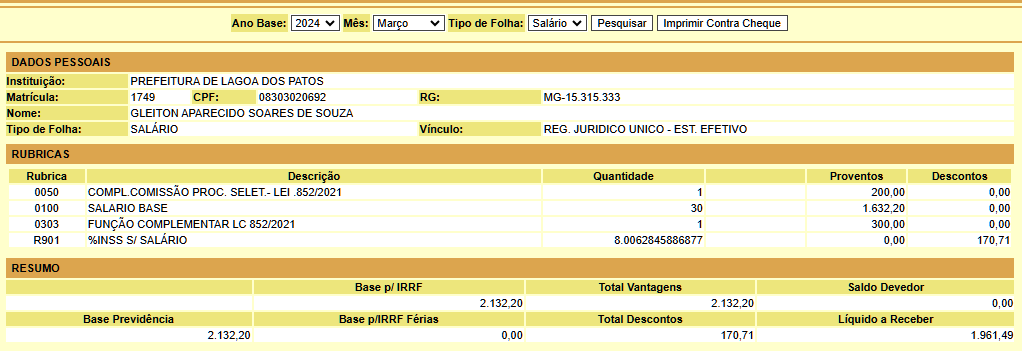 Ano Base: 2024 Mês: Março Tipo de Folha: Salário Pesquisar Imprimir Contra Cheque
DADOS PESSOAIS
Instituição: PREFEITURA DE LAGOA DOS PATOS
Matrícula: 1749 CPF: 08303020692 RG: MG-15.315.333
Nome: GLEITON APARECIDO SOARES DE SOUZA
Tipo de Folha: SALÁRIO Vínculo: REG. JURIDICO UNICO - EST. EFETIVO
RUBRICAS
Rubrica Descrição Quantidade Proventos Descontos
0050 COMPL.COMISSÃO PROC. SELET.- LEI .852/2021 1 200,00 0,00
0100 SALARIO BASE 30 1.632,20 0,00
0303 FUNÇÃO COMPLEMENTAR LC 852/2021 1 300,00 0,00
R901 %INSS S/ SALÁRIO 8.0062845886877 0,00 170,71
RESUMO
Base p/ IRRF Total Vantagens Saldo Devedor
2.132,20 2.132,20 0,00
Base Previdência Base p/IRRF Férias Total Descontos Líquido a Receber
2.132,20 0,00 170,71 1.961,49